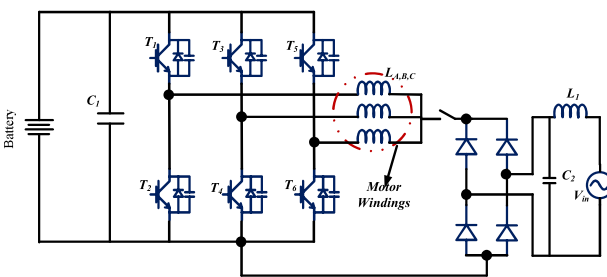 T1
T3
T5
LA,B,C
L1
C1
Battery
T2
T4
T6
Motor
Windings
C2
Vin